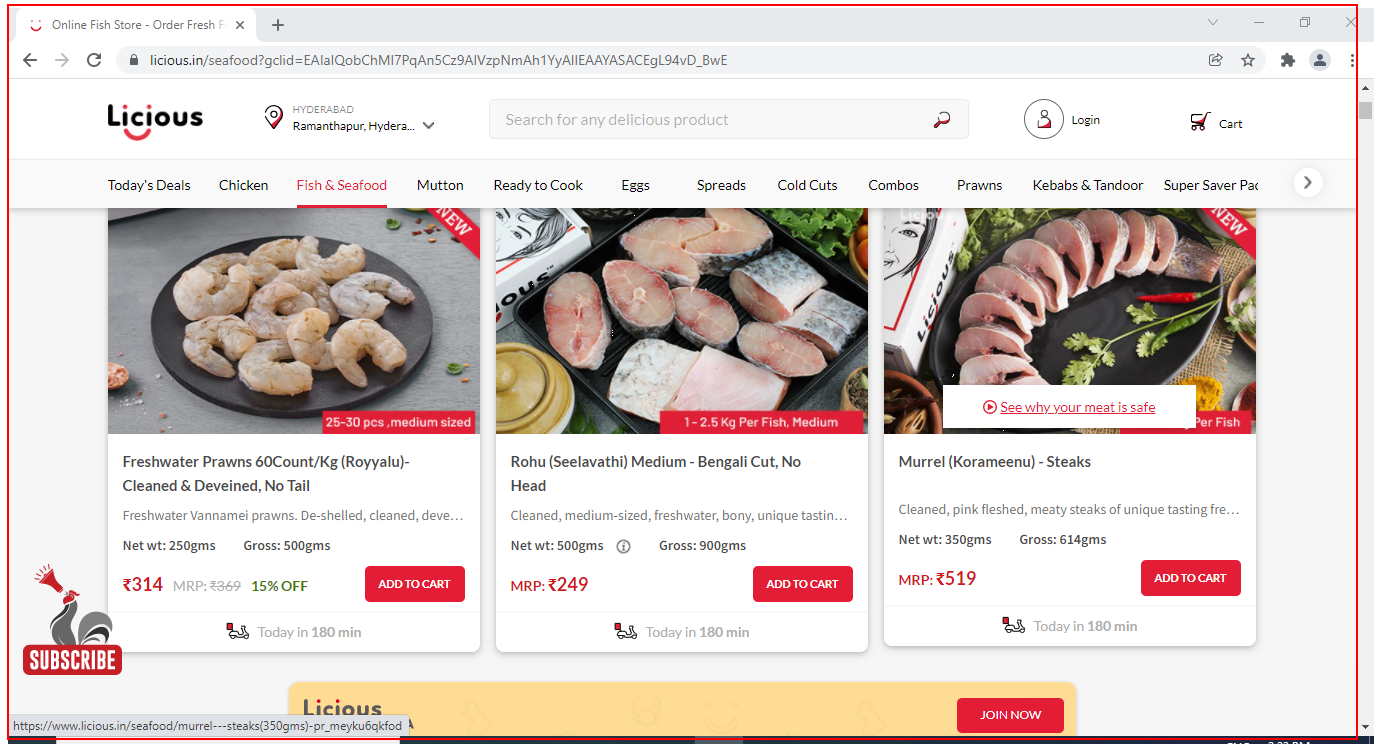 Online Fish Store - Order Fresh F
licious.in/seafood?gclid=EAIaIQobChMI7PqAn5Cz9AIVzpNmAh1YyAIIEAAYASACEgL94vD_BwE
Licious
HYDERABAD
Ramanthapur, Hydera...
Search for any delicious product
Login
Cart
Today's Deals
Chicken
Fish & Seafood
Mutton
Ready to Cook
Eggs
Spreads
Cold Cuts
Combos
Prawns
Kebabs & Tandoor
Super Saver Pac
NEW
25-30 pcs ,medium sized
Freshwater Prawns 60Count/Kg (Royyalu)-
Cleaned & Deveined, No Tail
Freshwater Vannamei prawns. De-shelled, cleaned, deve...
Net wt: 250gms Gross: 500gms
₹314 MRP: ₹369 15% OFF
ADD TO CART
Today in 180 min
1 - 2.5 Kg Per Fish, Medium
Rohu (Seelavathi) Medium - Bengali Cut, No
Head
Cleaned, medium-sized, freshwater, bony, unique tastin...
Net wt: 500gms Gross: 900gms
MRP: ₹249
ADD TO CART
Today in 180 min
Licious
NEW
See why your meat is safe
Per Fish
Murrel (Korameenu) - Steaks
Cleaned, pink fleshed, meaty steaks of unique tasting fre...
Net wt: 350gms Gross: 614gms
MRP: ₹519
ADD TO CART
Today in 180 min
SUBSCRIBE
Licious
JOIN NOW
https://www.licious.in/seafood/murrel---steaks(350gms)-pr_meyku6qkfod